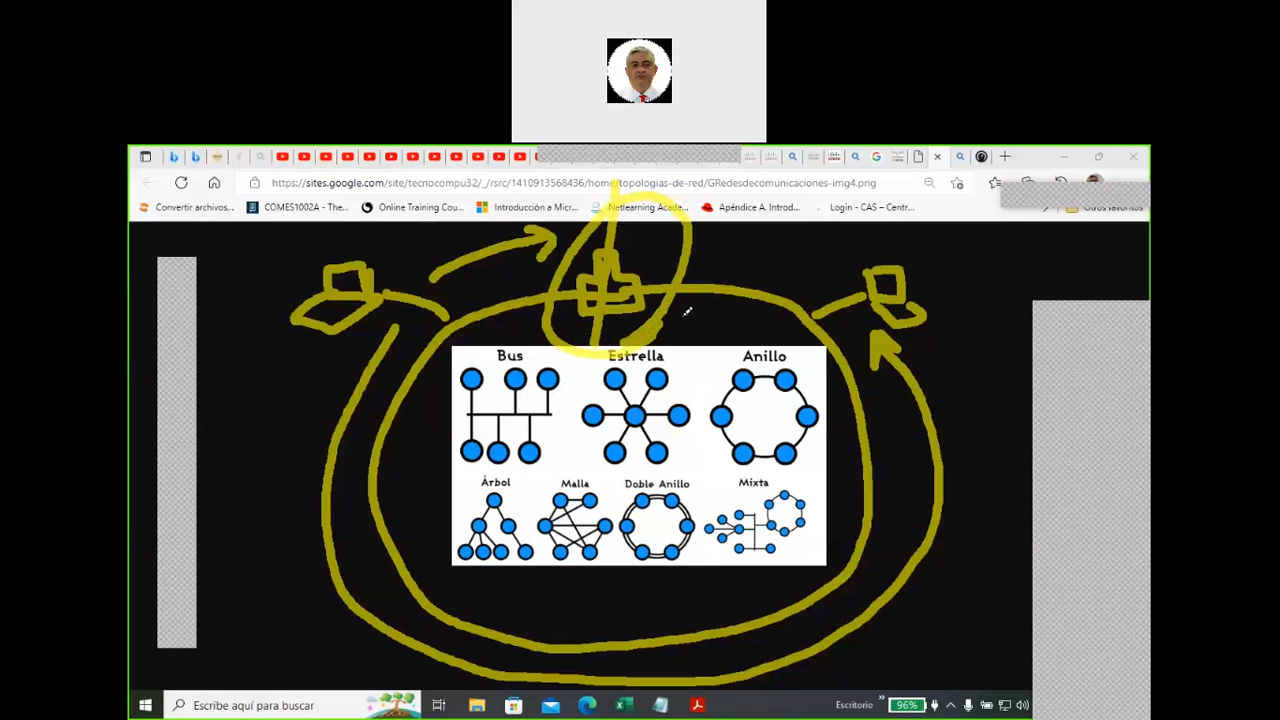 https://sites.google.com/site/tecnocompu32/_/rsrc/1410913568436/home/topologias-de-red/GRedesdecomunicaciones-img4.png
Convertir archivos... COMES1002A - The... Online Training Cou... Introducción a Micr... Netlearning Acade... Apéndice A. Introd... Login - CAS – Centr... Otros favoritos
Bus Estrella Anillo
Árbol Malla Doble Anillo Mixta
Escribe aquí para buscar Escritorio » 96%